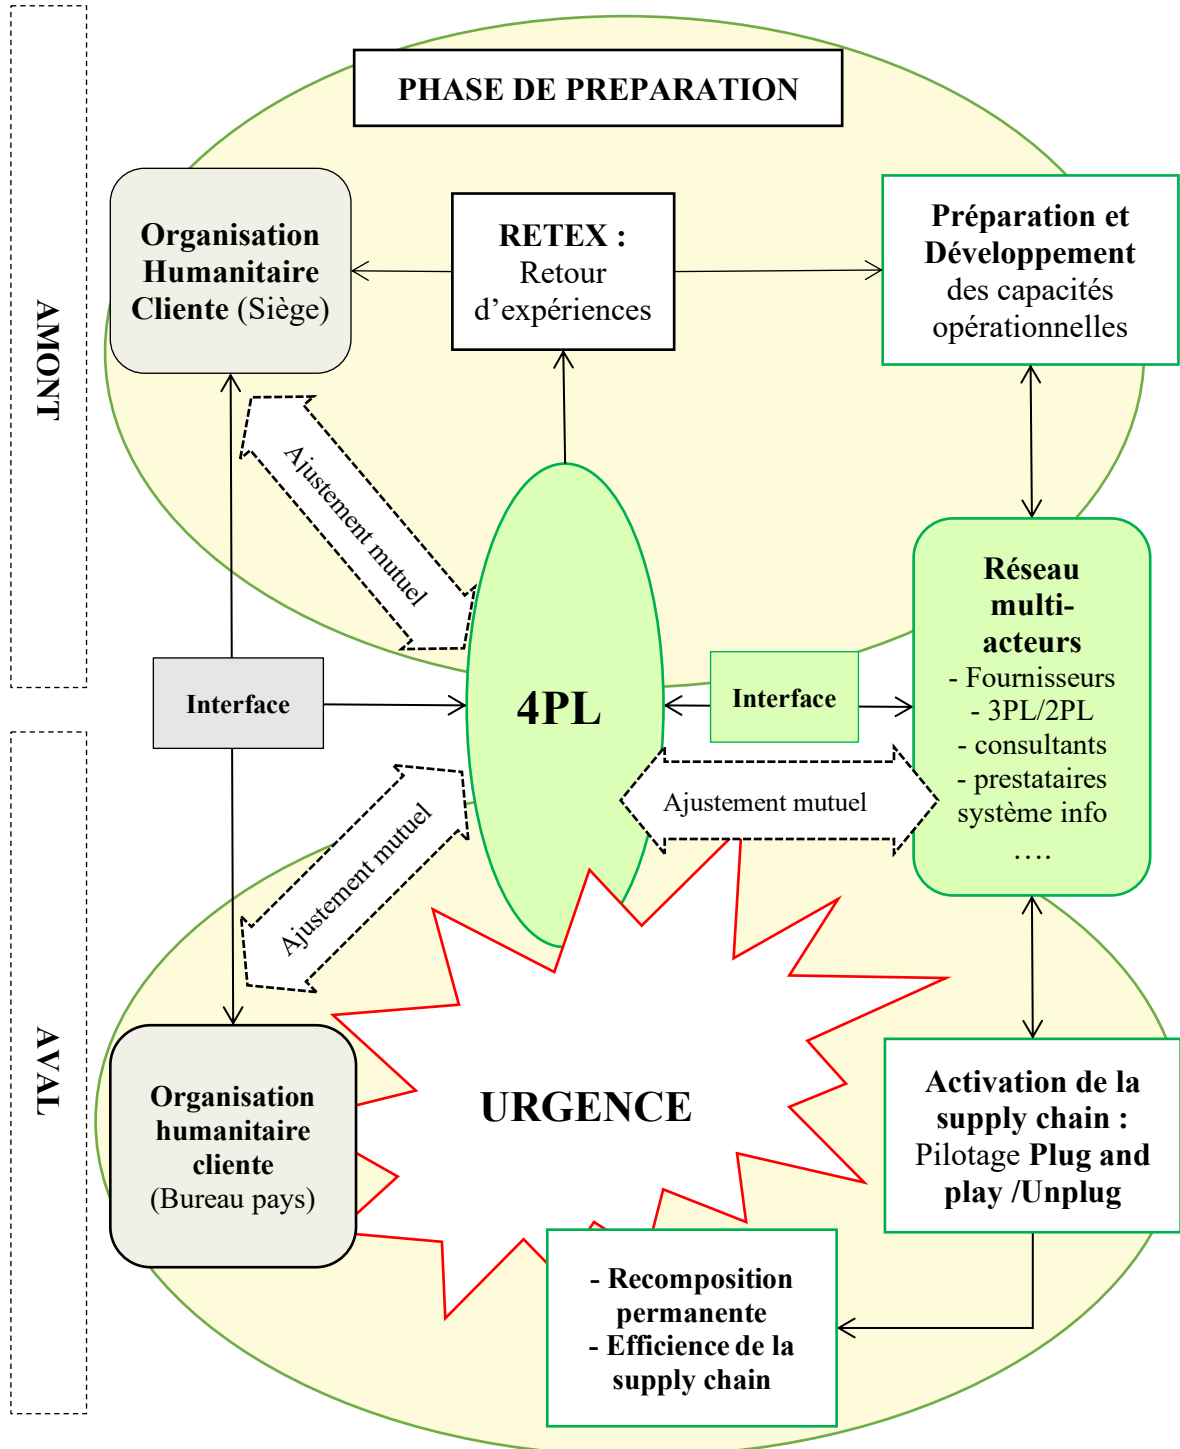 PHASE DE PREPARATION
AMONT
Organisation
Humanitaire
Cliente (Siège)
RETEX :
Retour
d’expériences
Préparation et
Développement
des capacités
opérationnelles
Ajustement mutuel
Réseau
multi-
acteurs
- Fournisseurs
- 3PL/2PL
- consultants
- prestataires
système info
….
Interface
4PL
Interface
Ajustement mutuel
Ajustement mutuel
AVAL
Organisation
humanitaire
cliente
(Bureau pays)
URGENCE
Activation de la
supply chain :
Pilotage Plug and
play /Unplug
- Recomposition
permanente
- Efficience de la
supply chain